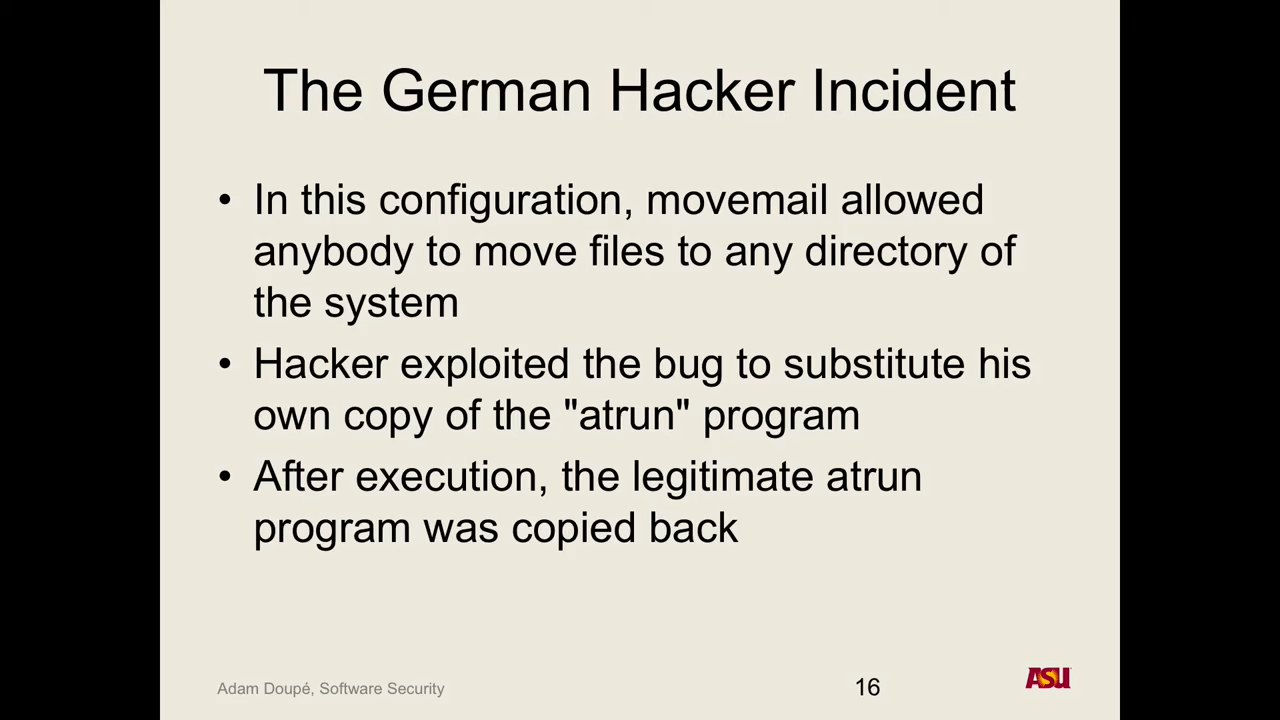 The German Hacker Incident
• In this configuration, movemail allowed
anybody to move files to any directory of
the system
• Hacker exploited the bug to substitute his
own copy of the "atrun" program
• After execution, the legitimate atrun
program was copied back
Adam Doupé, Software Security
16
ASU